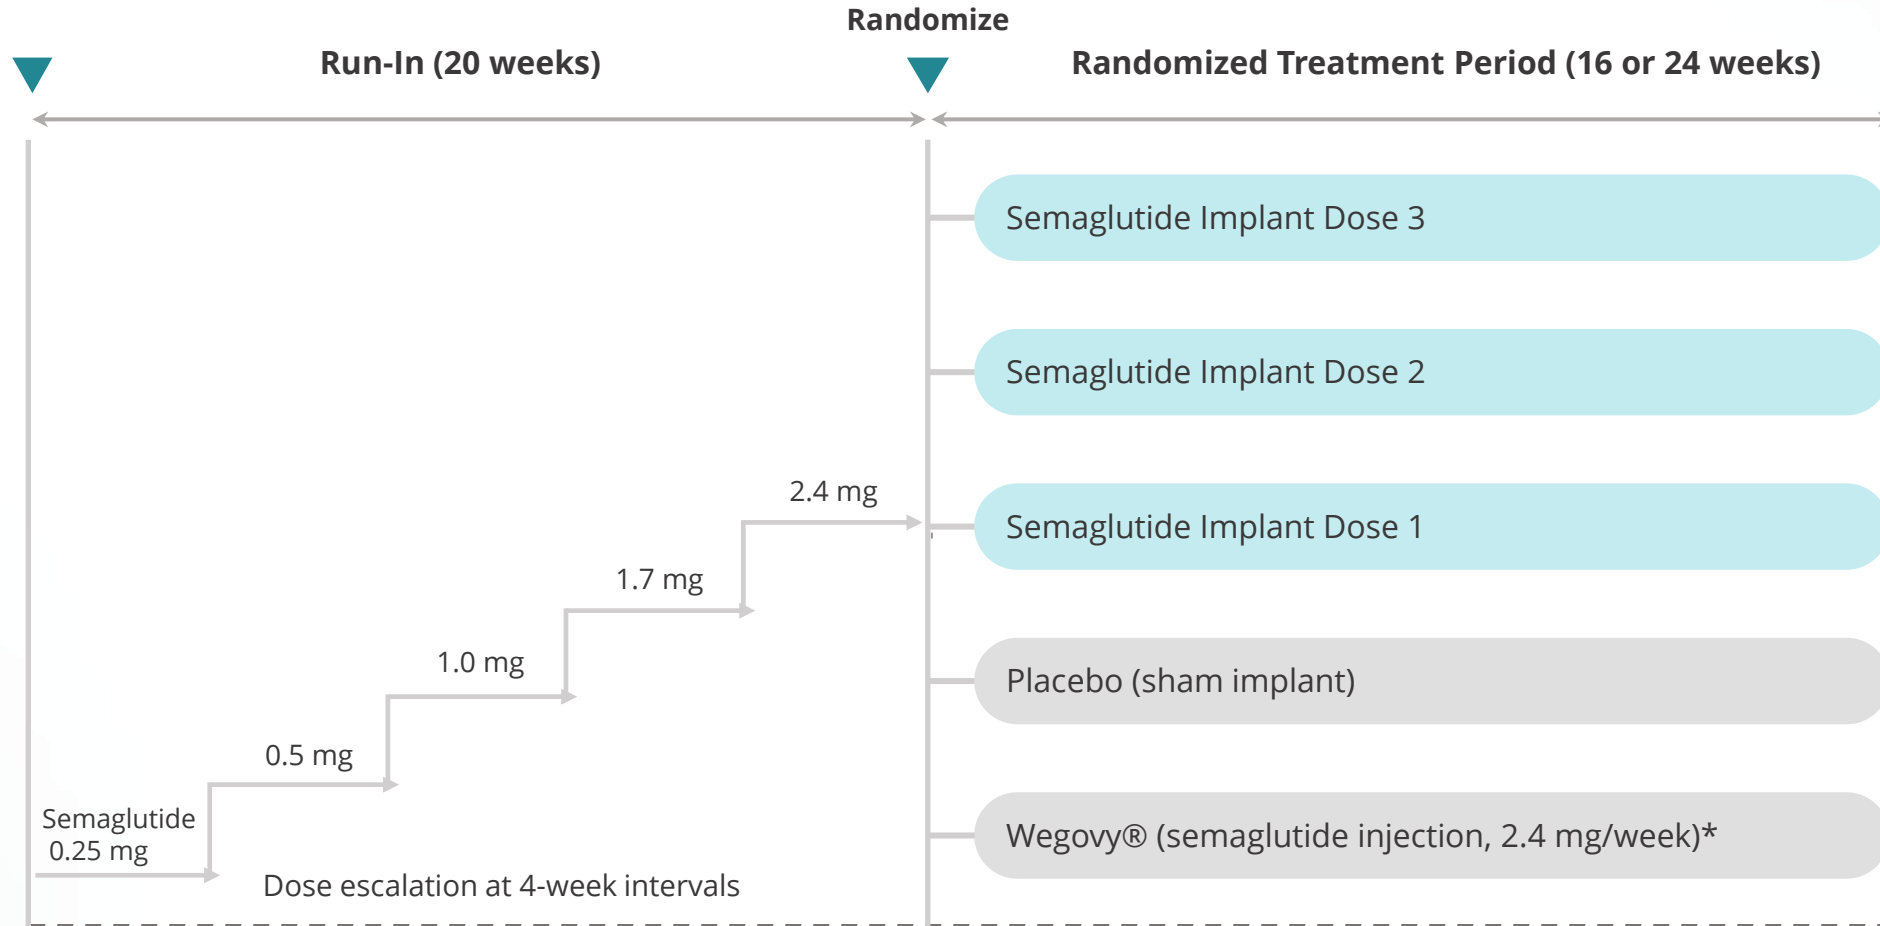 Randomize
Run-In (20 weeks)
Randomized Treatment Period (16 or 24 weeks)
Semaglutide Implant Dose 3
Semaglutide Implant Dose 2
2.4 mg
Semaglutide Implant Dose 1
1.7 mg
1.0 mg
Placebo (sham implant)
0.5 mg
Semaglutide
0.25 mg
Wegovy® (semaglutide injection, 2.4 mg/week)*
Dose escalation at 4-week intervals